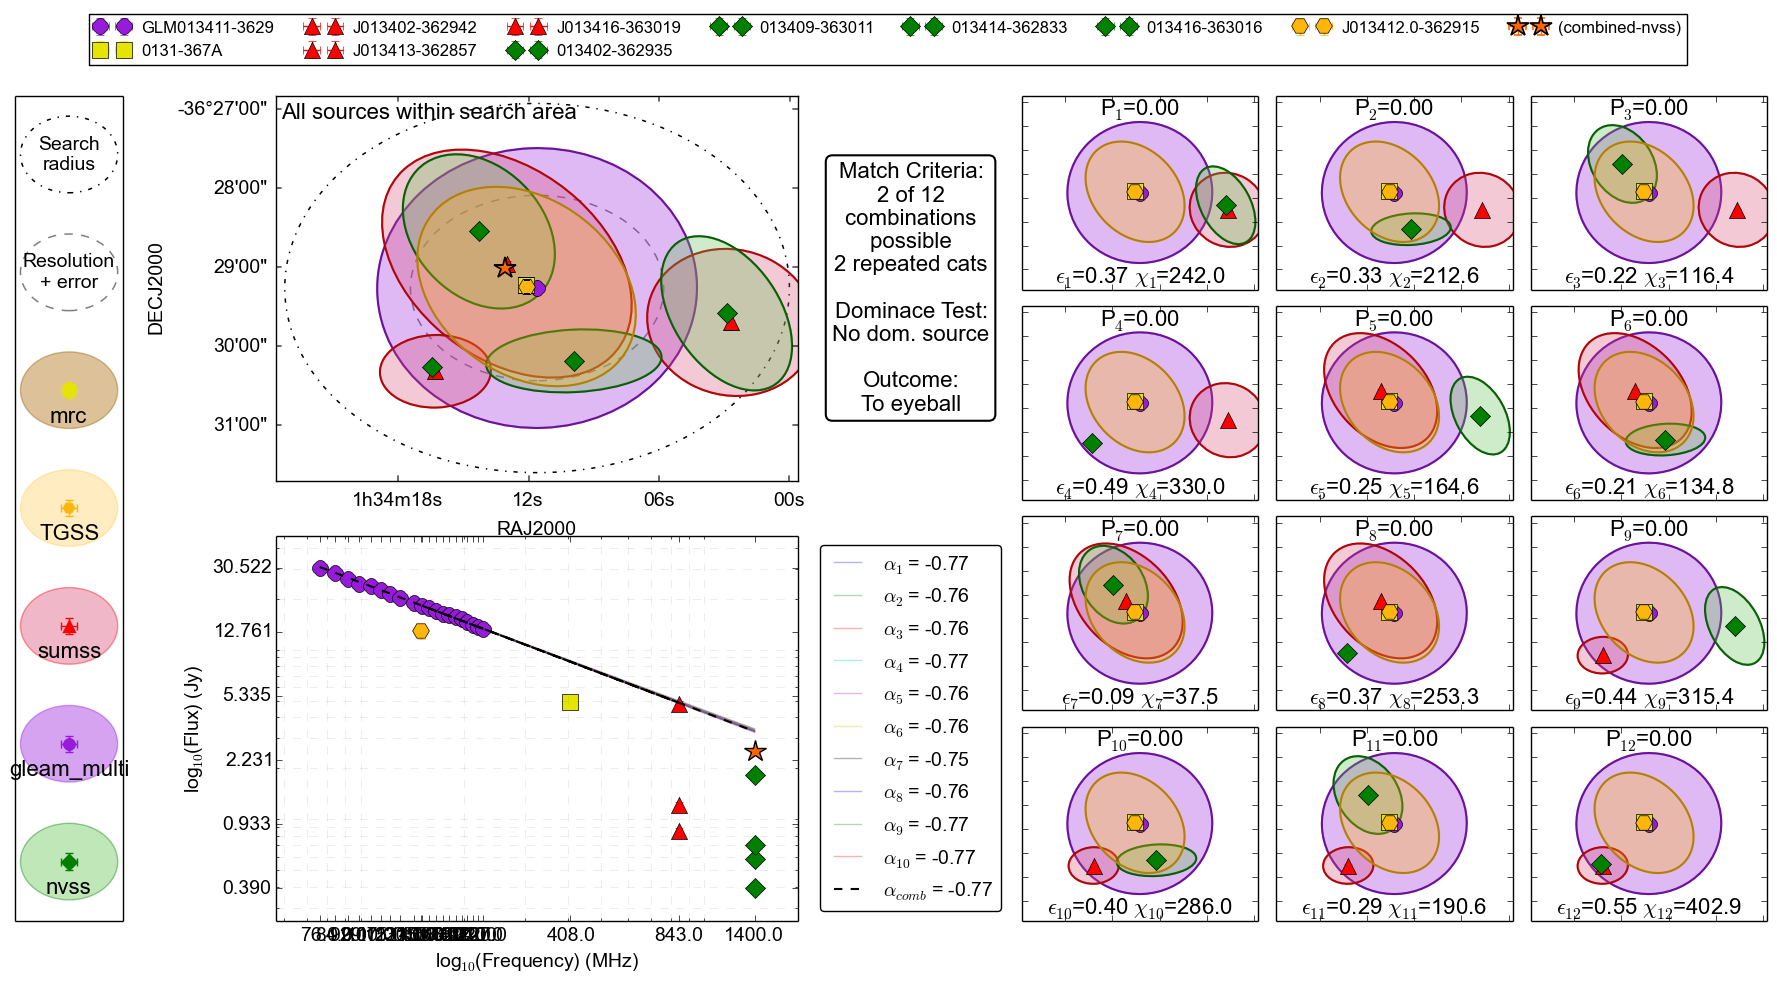 GLM013411-3629 J013402-362942 J013416-363019 013409-363011 013414-362833 013416-363016 J013412.0-362915 (combined-nvss)
0131-367A J013413-362857 013402-362935
Search
radius
Resolution
+ error
mrc
TGSS
sumss
gleam_multi
nvss
All sources within search area
DECJ2000
-36°27'00"
28'00"
29'00"
30'00"
31'00"
1h34m18s 12s 06s 00s
RAJ2000
Match Criteria:
2 of 12
combinations
possible
2 repeated cats
Dominace Test:
No dom. source
Outcome:
To eyeball
log10(Flux) (Jy)
30.522
12.761
5.335
2.231
0.933
0.390
408.0 843.0 1400.0
log10(Frequency) (MHz)
α1 = -0.77
α2 = -0.76
α3 = -0.76
α4 = -0.77
α5 = -0.76
α6 = -0.76
α7 = -0.75
α8 = -0.76
α9 = -0.77
α10 = -0.77
αcomb = -0.77
P1=0.00
ϵ1=0.37 χ1=242.0
P2=0.00
ϵ2=0.33 χ2=212.6
P3=0.00
ϵ3=0.22 χ3=116.4
P4=0.00
ϵ4=0.49 χ4=330.0
P5=0.00
ϵ5=0.25 χ5=164.6
P6=0.00
ϵ6=0.21 χ6=134.8
P7=0.00
ϵ7=0.09 χ7=37.5
P8=0.00
ϵ8=0.37 χ8=253.3
P9=0.00
ϵ9=0.44 χ9=315.4
P10=0.00
ϵ10=0.40 χ10=286.0
P11=0.00
ϵ11=0.29 χ11=190.6
P12=0.00
ϵ12=0.55 χ12=402.9